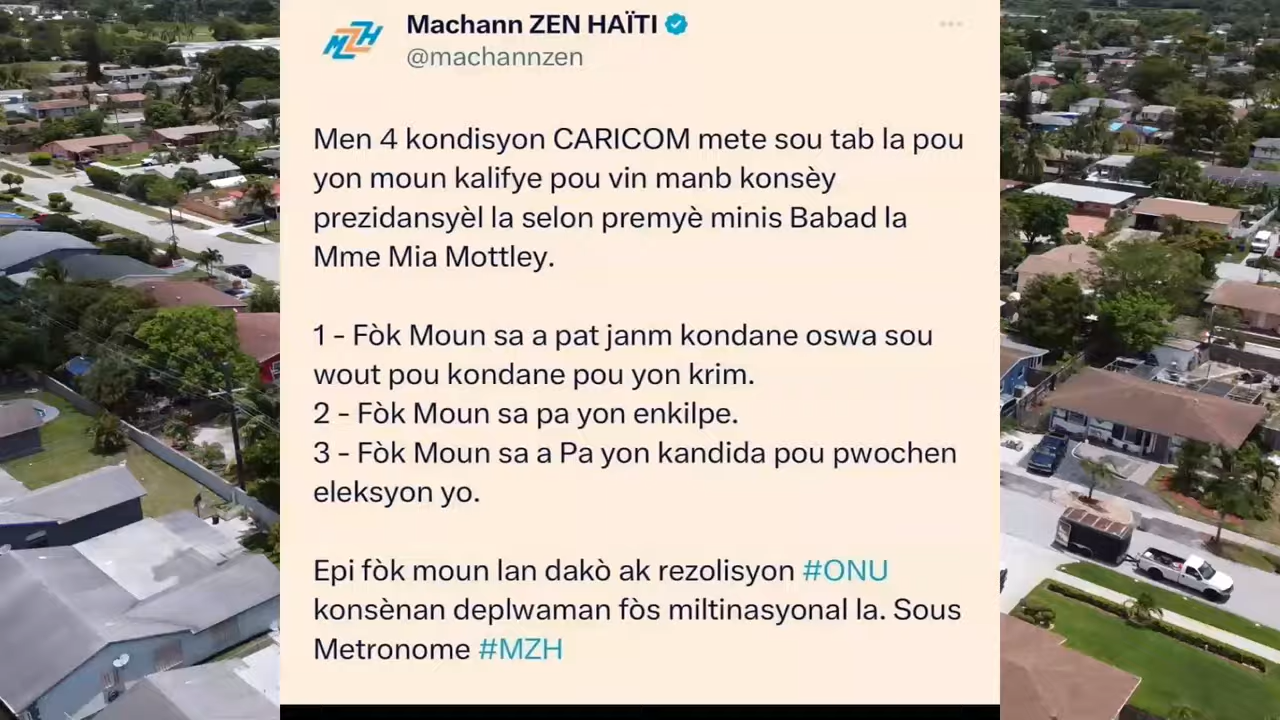 MZH
Machann ZEN HAÏTI
@machannzen
Men 4 kondisyon CARICOM mete sou tab la pou
yon moun kalifye pou vin manb konsèy
prezidansyèl la selon premyè minis Babad la
Mme Mia Mottley.
1 - Fòk Moun sa a pat janm kondane oswa sou
wout pou kondane pou yon krim.
2 - Fòk Moun sa pa yon enkilpe.
3 - Fòk Moun sa a Pa yon kandida pou pwochen
eleksyon yo.
Epi fòk moun lan dakò ak rezolisyon #ONU
konsènan deplwaman fòs miltinasyonal la. Sous
Metronome #MZH